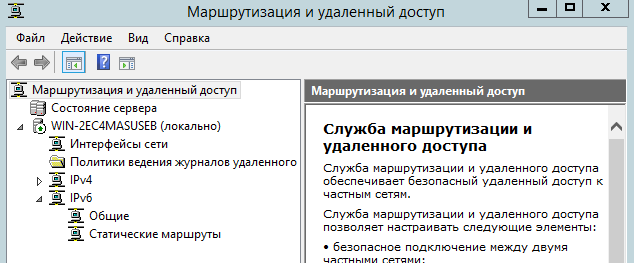 Маршрутизация и удаленный доступ
Файл Действие Вид Справка
Маршрутизация и удаленный доступ
Состояние сервера
WIN-2EC4MASUSEB (локально)
Интерфейсы сети
Политики ведения журналов удаленного
IPv4
IPv6
Общие
Статические маршруты
Маршрутизация и удаленный доступ
Служба маршрутизации и
удаленного доступа
Служба маршрутизации и удаленного доступа
обеспечивает безопасный удаленный доступ к
частным сетям.
Служба маршрутизации и удаленного доступа
позволяет настраивать следующие элементы:
• безопасное подключение между двумя
частными сетями;